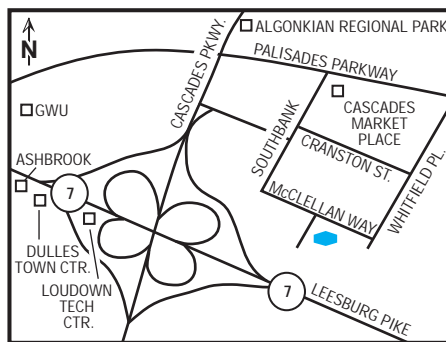 N
ALGONKIAN REGIONAL PARK
PALISADES PARKWAY
CASCADES PKWY.
GWU
SOUTHBANK
CASCADES
MARKET
PLACE
CRANSTON ST.
WHITFIELD PL.
ASHBROOK
McCLELLAN WAY
7
DULLES
TOWN CTR.
LOUDOWN
TECH
CTR.
7
LEESBURG PIKE